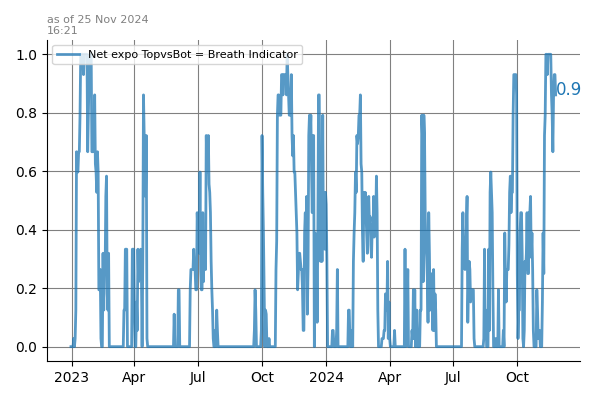 as of 25 Nov 2024
16:21
Net expo TopvsBot = Breath Indicator
1.0
0.9
0.8
0.6
0.4
0.2
0.0
2023 Apr Jul Oct 2024 Apr Jul Oct